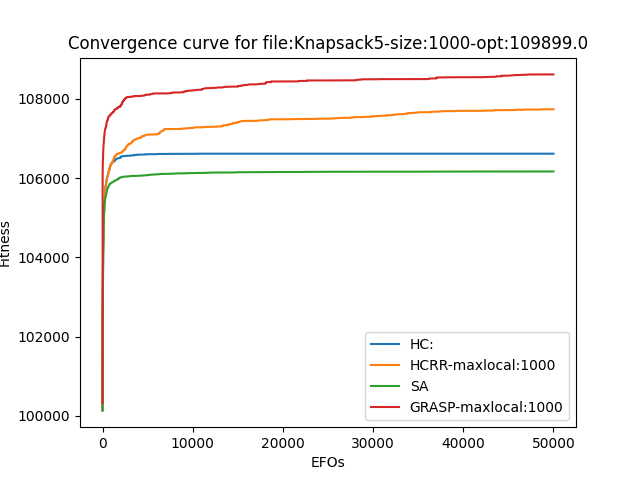 Convergence curve for file:Knapsack5-size:1000-opt:109899.0
108000
106000
104000
102000
100000
Fitness
0
10000
20000
30000
40000
50000
EFOs
HC:
HCRR-maxlocal:1000
SA
GRASP-maxlocal:1000